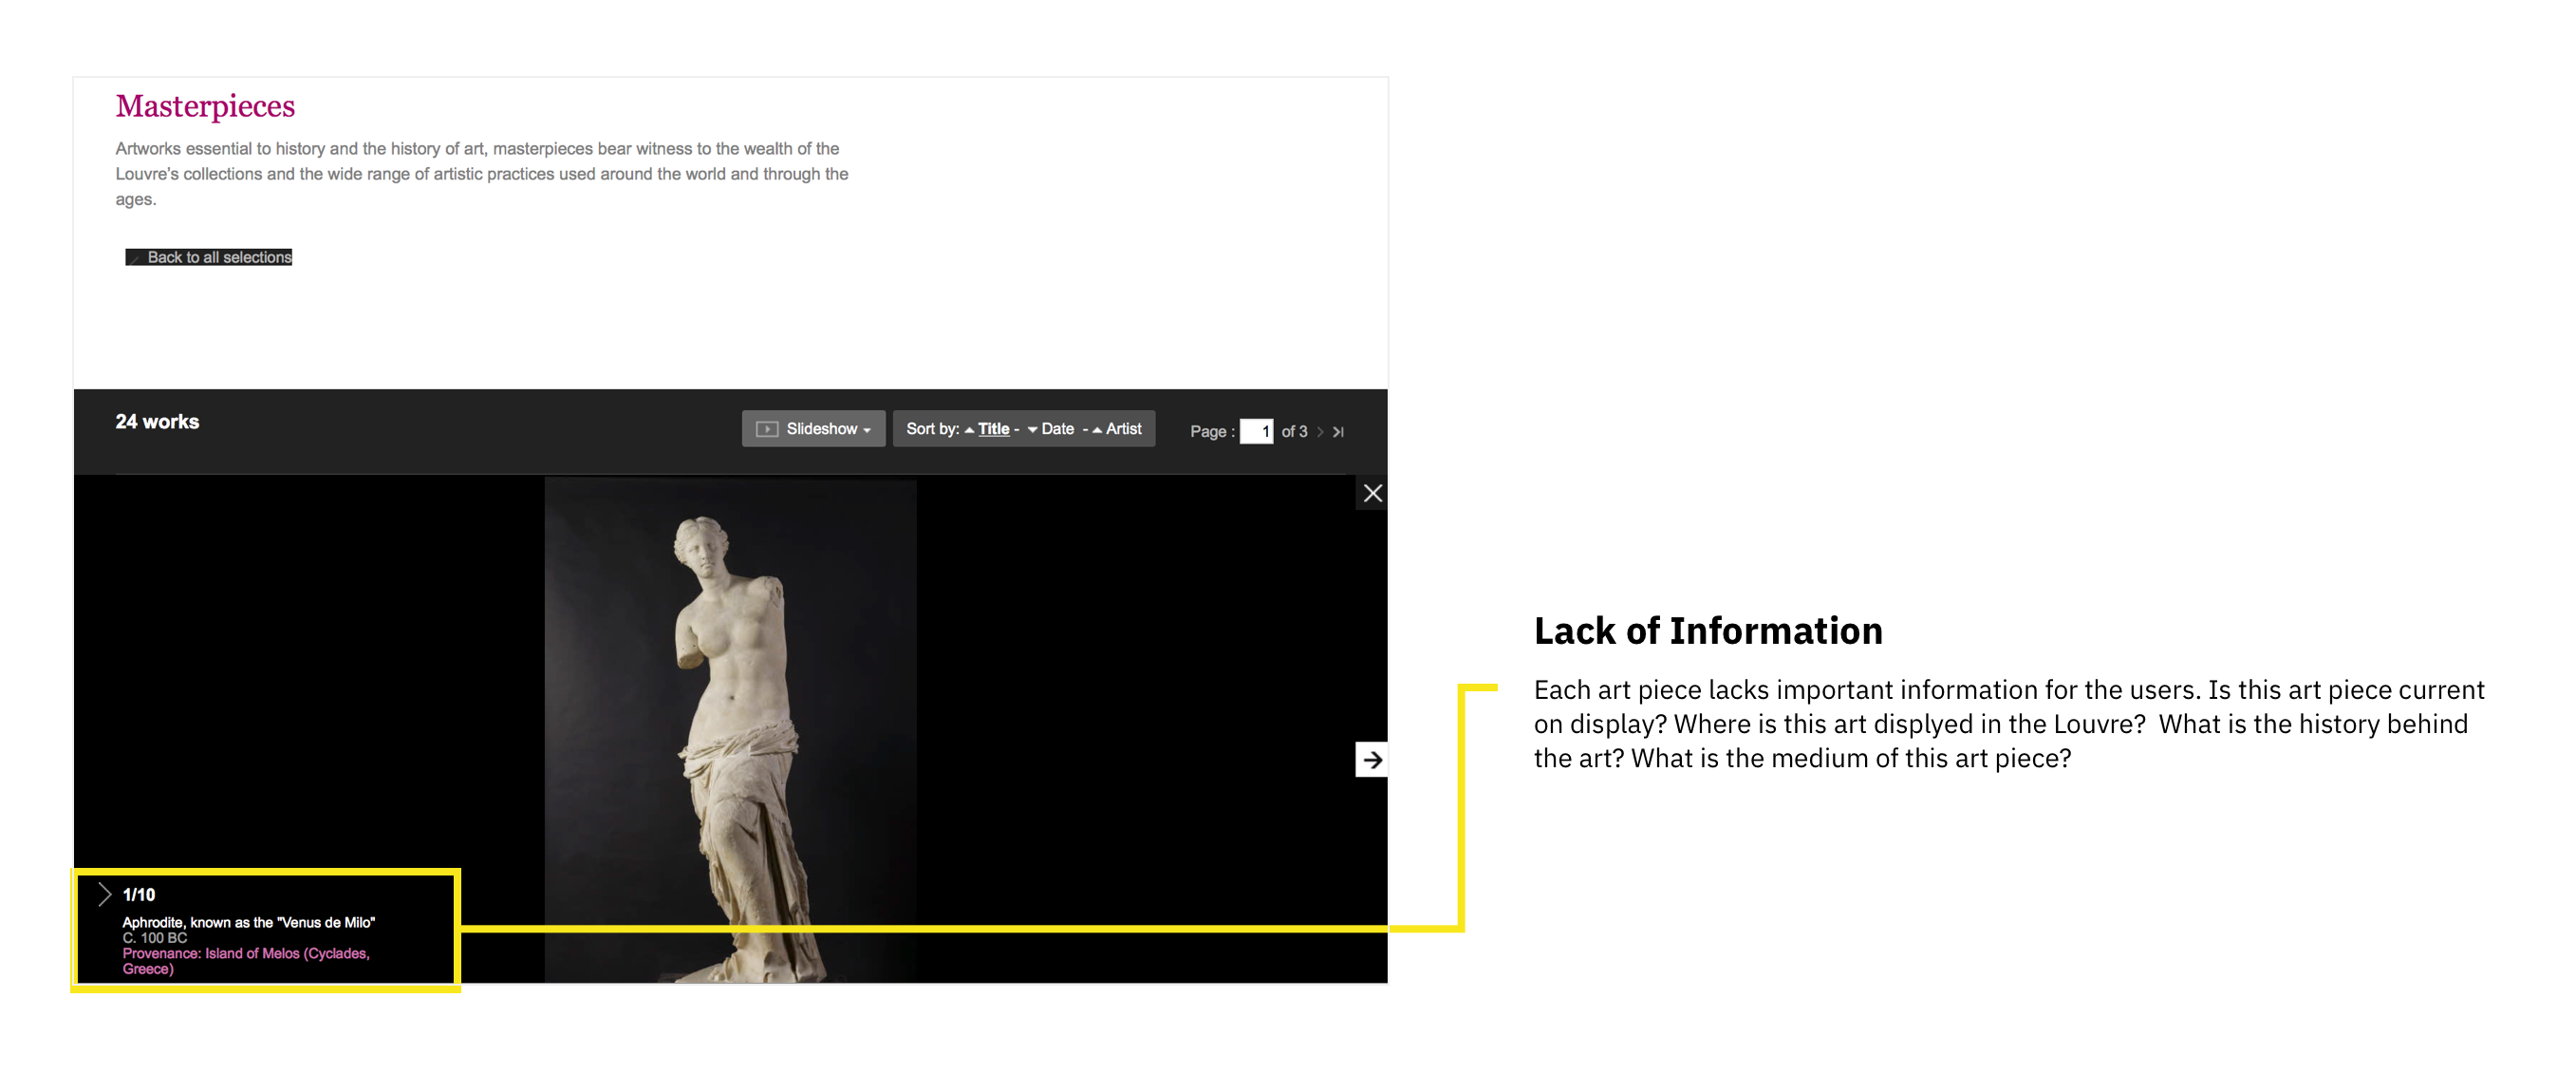 Masterpieces
Artworks essential to history and the history of art, masterpieces bear witness to the wealth of the
Louvre's collections and the wide range of artistic practices used around the world and through the
ages.
Back to all selections
24 works
Slideshow
Sort by: Title - Date - Artist
Page : 1 of 3
1/10
Aphrodite, known as the "Venus de Milo"
C. 100 BC
Provenance: Island of Melos (Cyclades,
Greece)
Lack of Information
Each art piece lacks important information for the users. Is this art piece current
on display? Where is this art displyed in the Louvre?  What is the history behind
the art? What is the medium of this art piece?